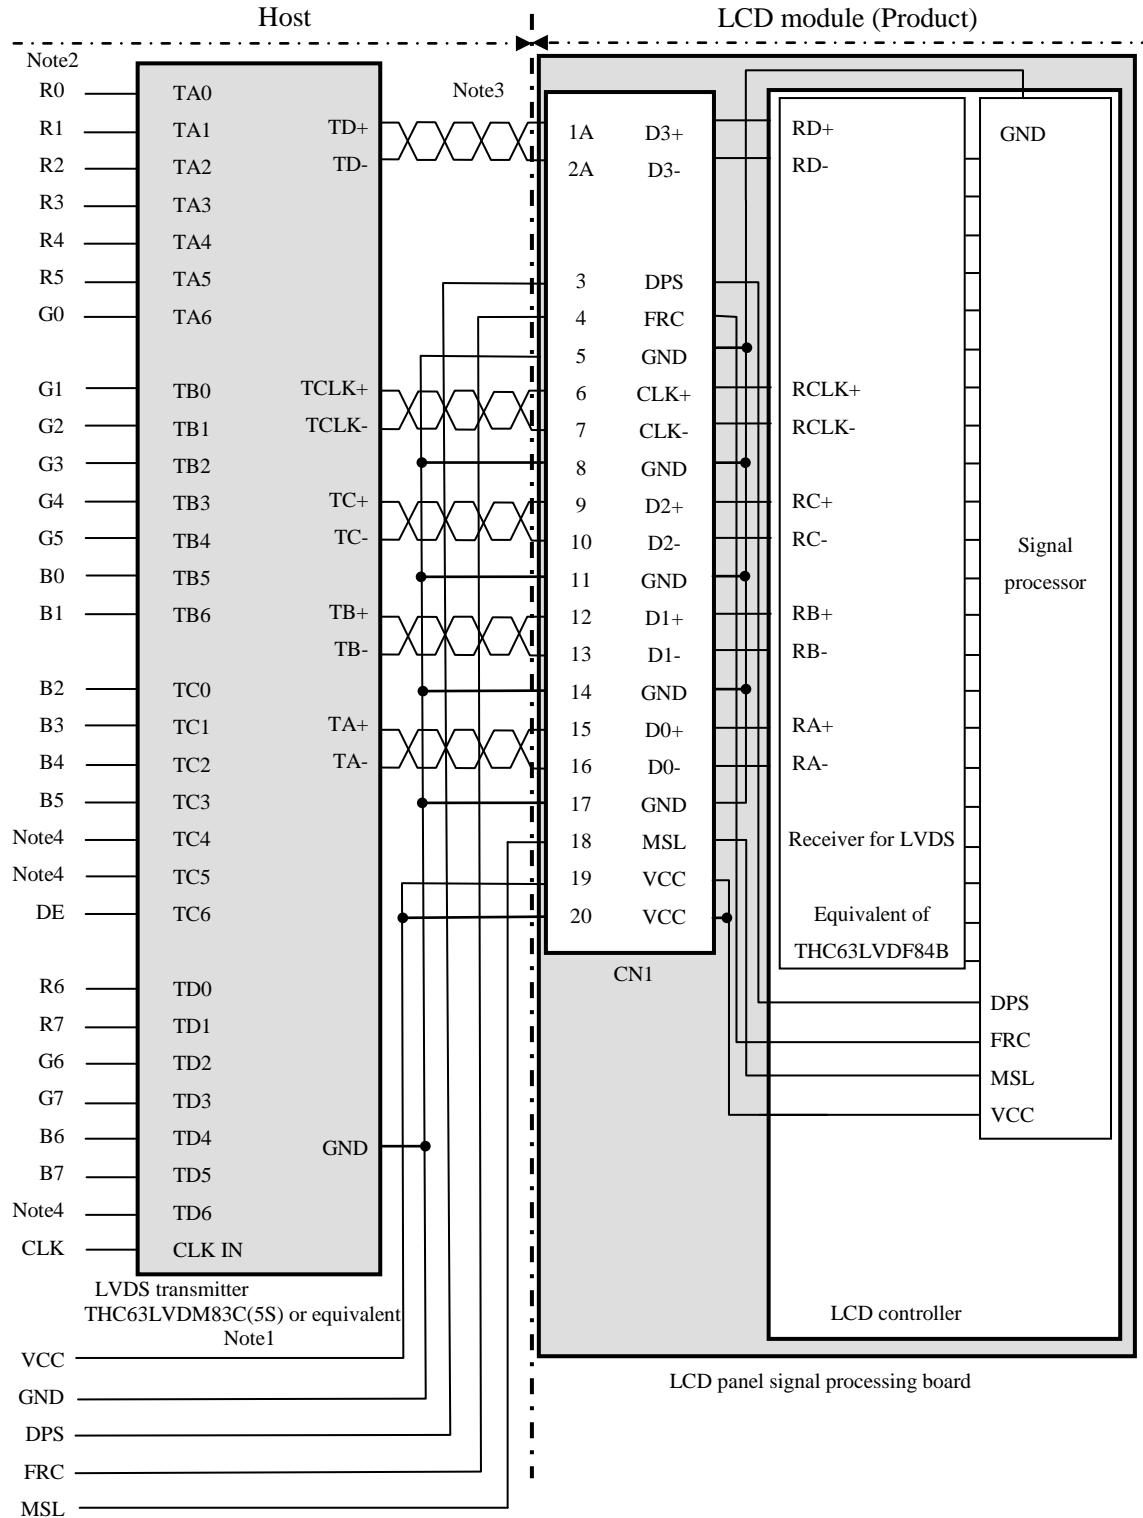 Host
LCD module (Product)
Note2
Note3
R0 TA0
R1 TA1 TD+ 1A D3+ RD+ GND
R2 TA2 TD- 2A D3- RD-
R3 TA3
R4 TA4
R5 TA5 3 DPS
G0 TA6 4 FRC
5 GND
G1 TB0 TCLK+ 6 CLK+ RCLK+
G2 TB1 TCLK- 7 CLK- RCLK-
G3 TB2 8 GND
G4 TB3 TC+ 9 D2+ RC+
G5 TB4 TC- 10 D2- RC- Signal
B0 TB5 11 GND processor
B1 TB6 TB+ 12 D1+ RB+
TB- 13 D1- RB-
B2 TC0 14 GND
B3 TC1 TA+ 15 D0+ RA+
B4 TC2 TA- 16 D0- RA-
B5 TC3 17 GND
Note4 TC4 18 MSL Receiver for LVDS
Note4 TC5 19 VCC
DE TC6 20 VCC Equivalent of
THC63LVDF84B
CN1
R6 TD0
R7 TD1 DPS
G6 TD2 FRC
G7 TD3 MSL
B6 TD4 GND VCC
B7 TD5
Note4 TD6
CLK CLK IN
LVDS transmitter
THC63LVDM83C(5S) or equivalent
Note1
LCD controller
VCC
LCD panel signal processing board
GND
DPS
FRC
MSL